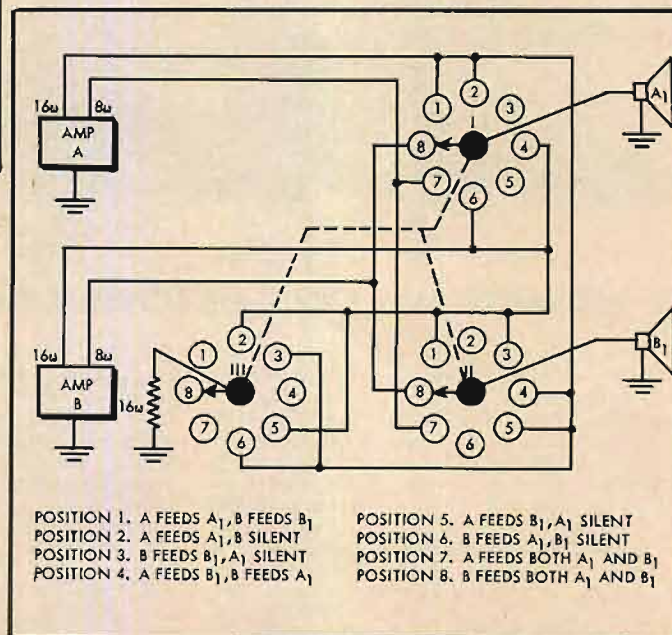 16ω 8ω
AMP
A
A1
1
2
3
4
5
6
7
8
I
16ω 8ω
AMP
B
16ω
1
2
3
4
5
6
7
8
III
1
2
3
4
5
6
7
8
II
B1
POSITION 1. A FEEDS A1, B FEEDS B1
POSITION 2. A FEEDS A1, B SILENT
POSITION 3. B FEEDS B1, A1 SILENT
POSITION 4. A FEEDS B1, B FEEDS A1
POSITION 5. A FEEDS B1, A1 SILENT
POSITION 6. B FEEDS A1, B1 SILENT
POSITION 7. A FEEDS BOTH A1 AND B1
POSITION 8. B FEEDS BOTH A1 AND B1